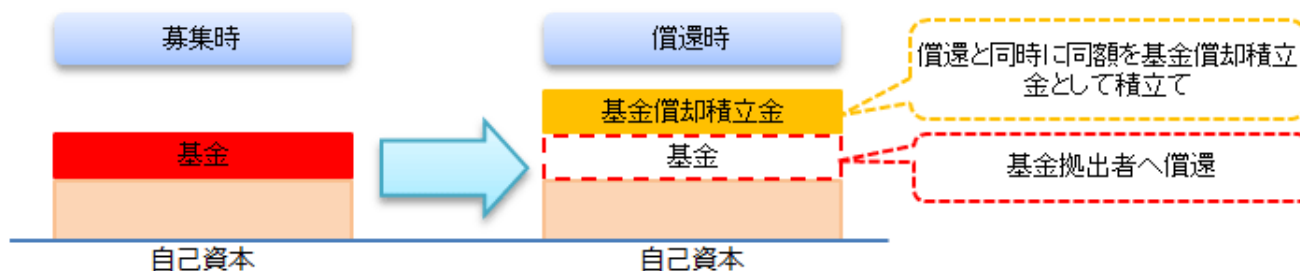 募集時
償還時
償還と同時に同額を基金償却積立
金として積立て
基金償却積立金
基金
基金
基金拠出者へ償還
自己資本
自己資本